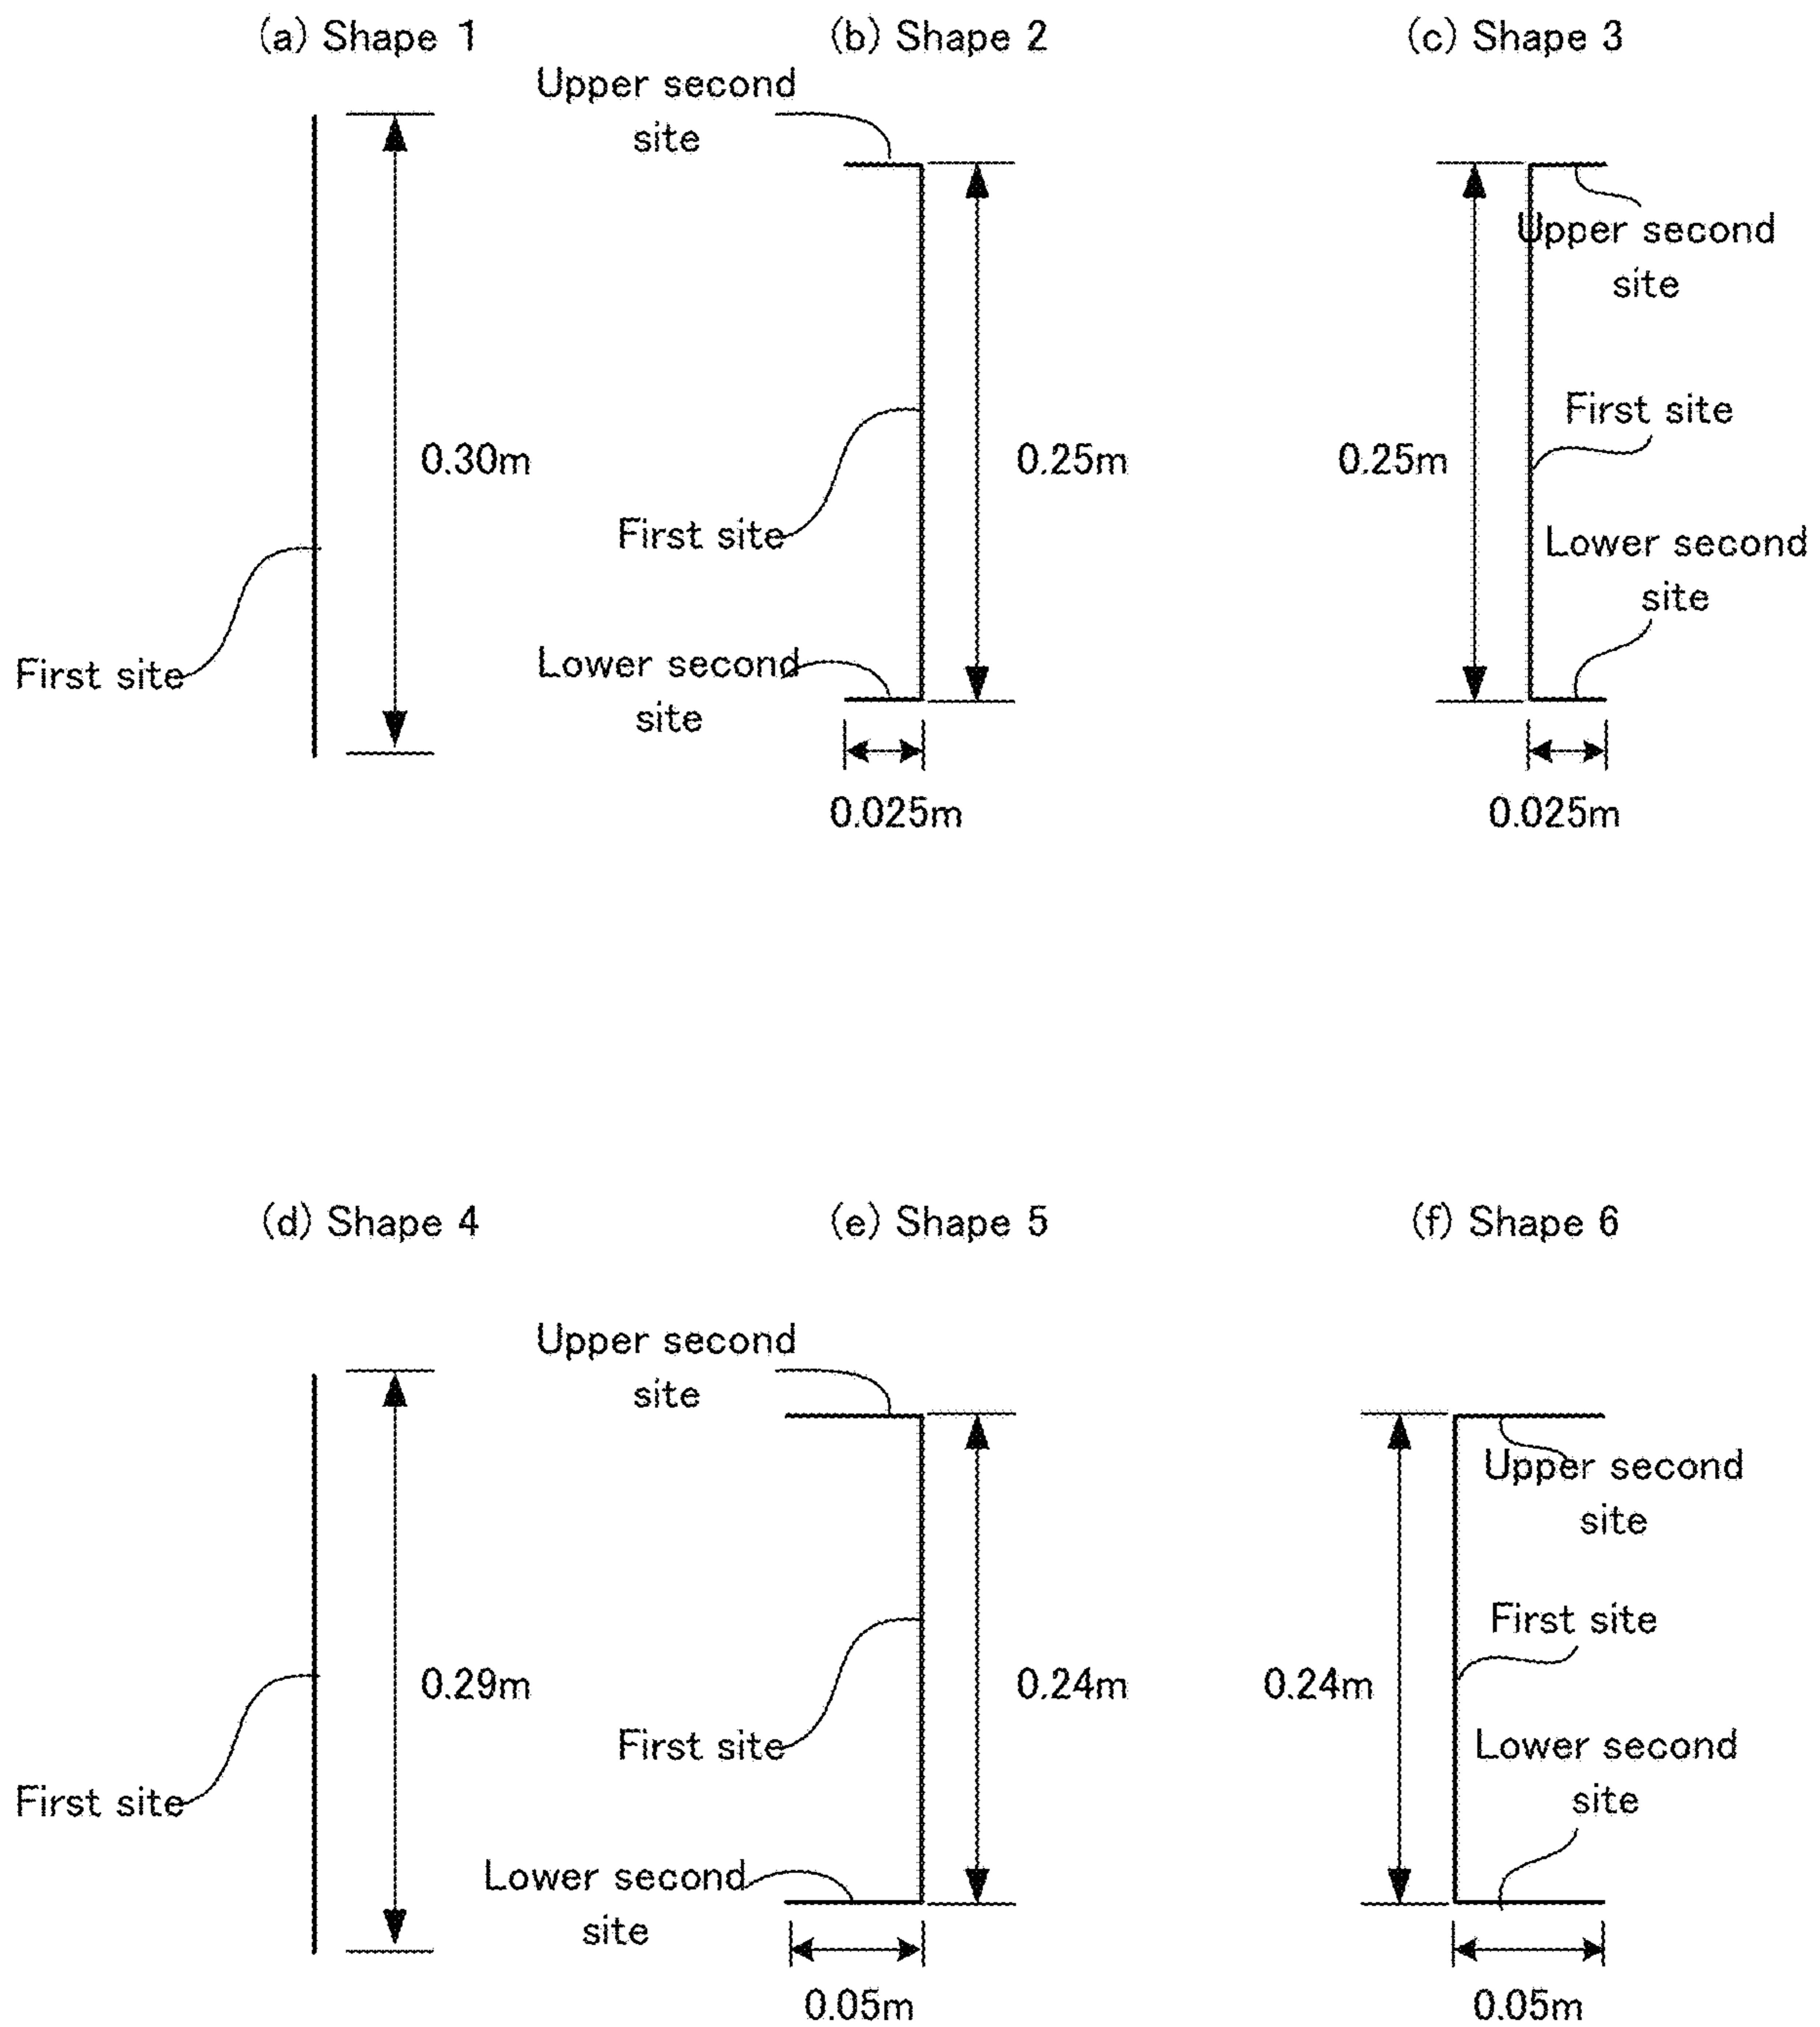 (a) Shape 1
First site
0.30m
(b) Shape 2
Upper second
site
First site
0.25m
Lower second
site
0.025m
(c) Shape 3
Upper second
site
First site
0.25m
Lower second
site
0.025m
(d) Shape 4
First site
0.29m
(e) Shape 5
Upper second
site
First site
0.24m
Lower second
site
0.05m
(f) Shape 6
Upper second
site
First site
0.24m
Lower second
site
0.05m